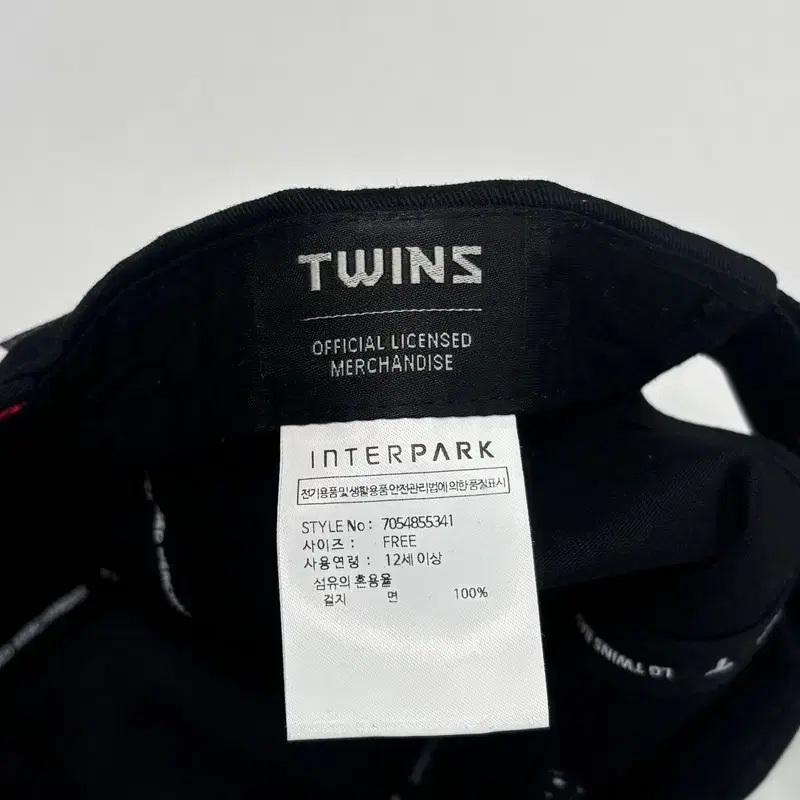 TWINS
OFFICIAL LICENSED
MERCHANDISE
INTERPARK
전기용품및생활용품안전관리법에의한품질표시
STYLE No : 7054855341
사이즈 : FREE
사용연령 : 12세 이상
섬유의 혼용율
겉지 면 100%
LG TWINS